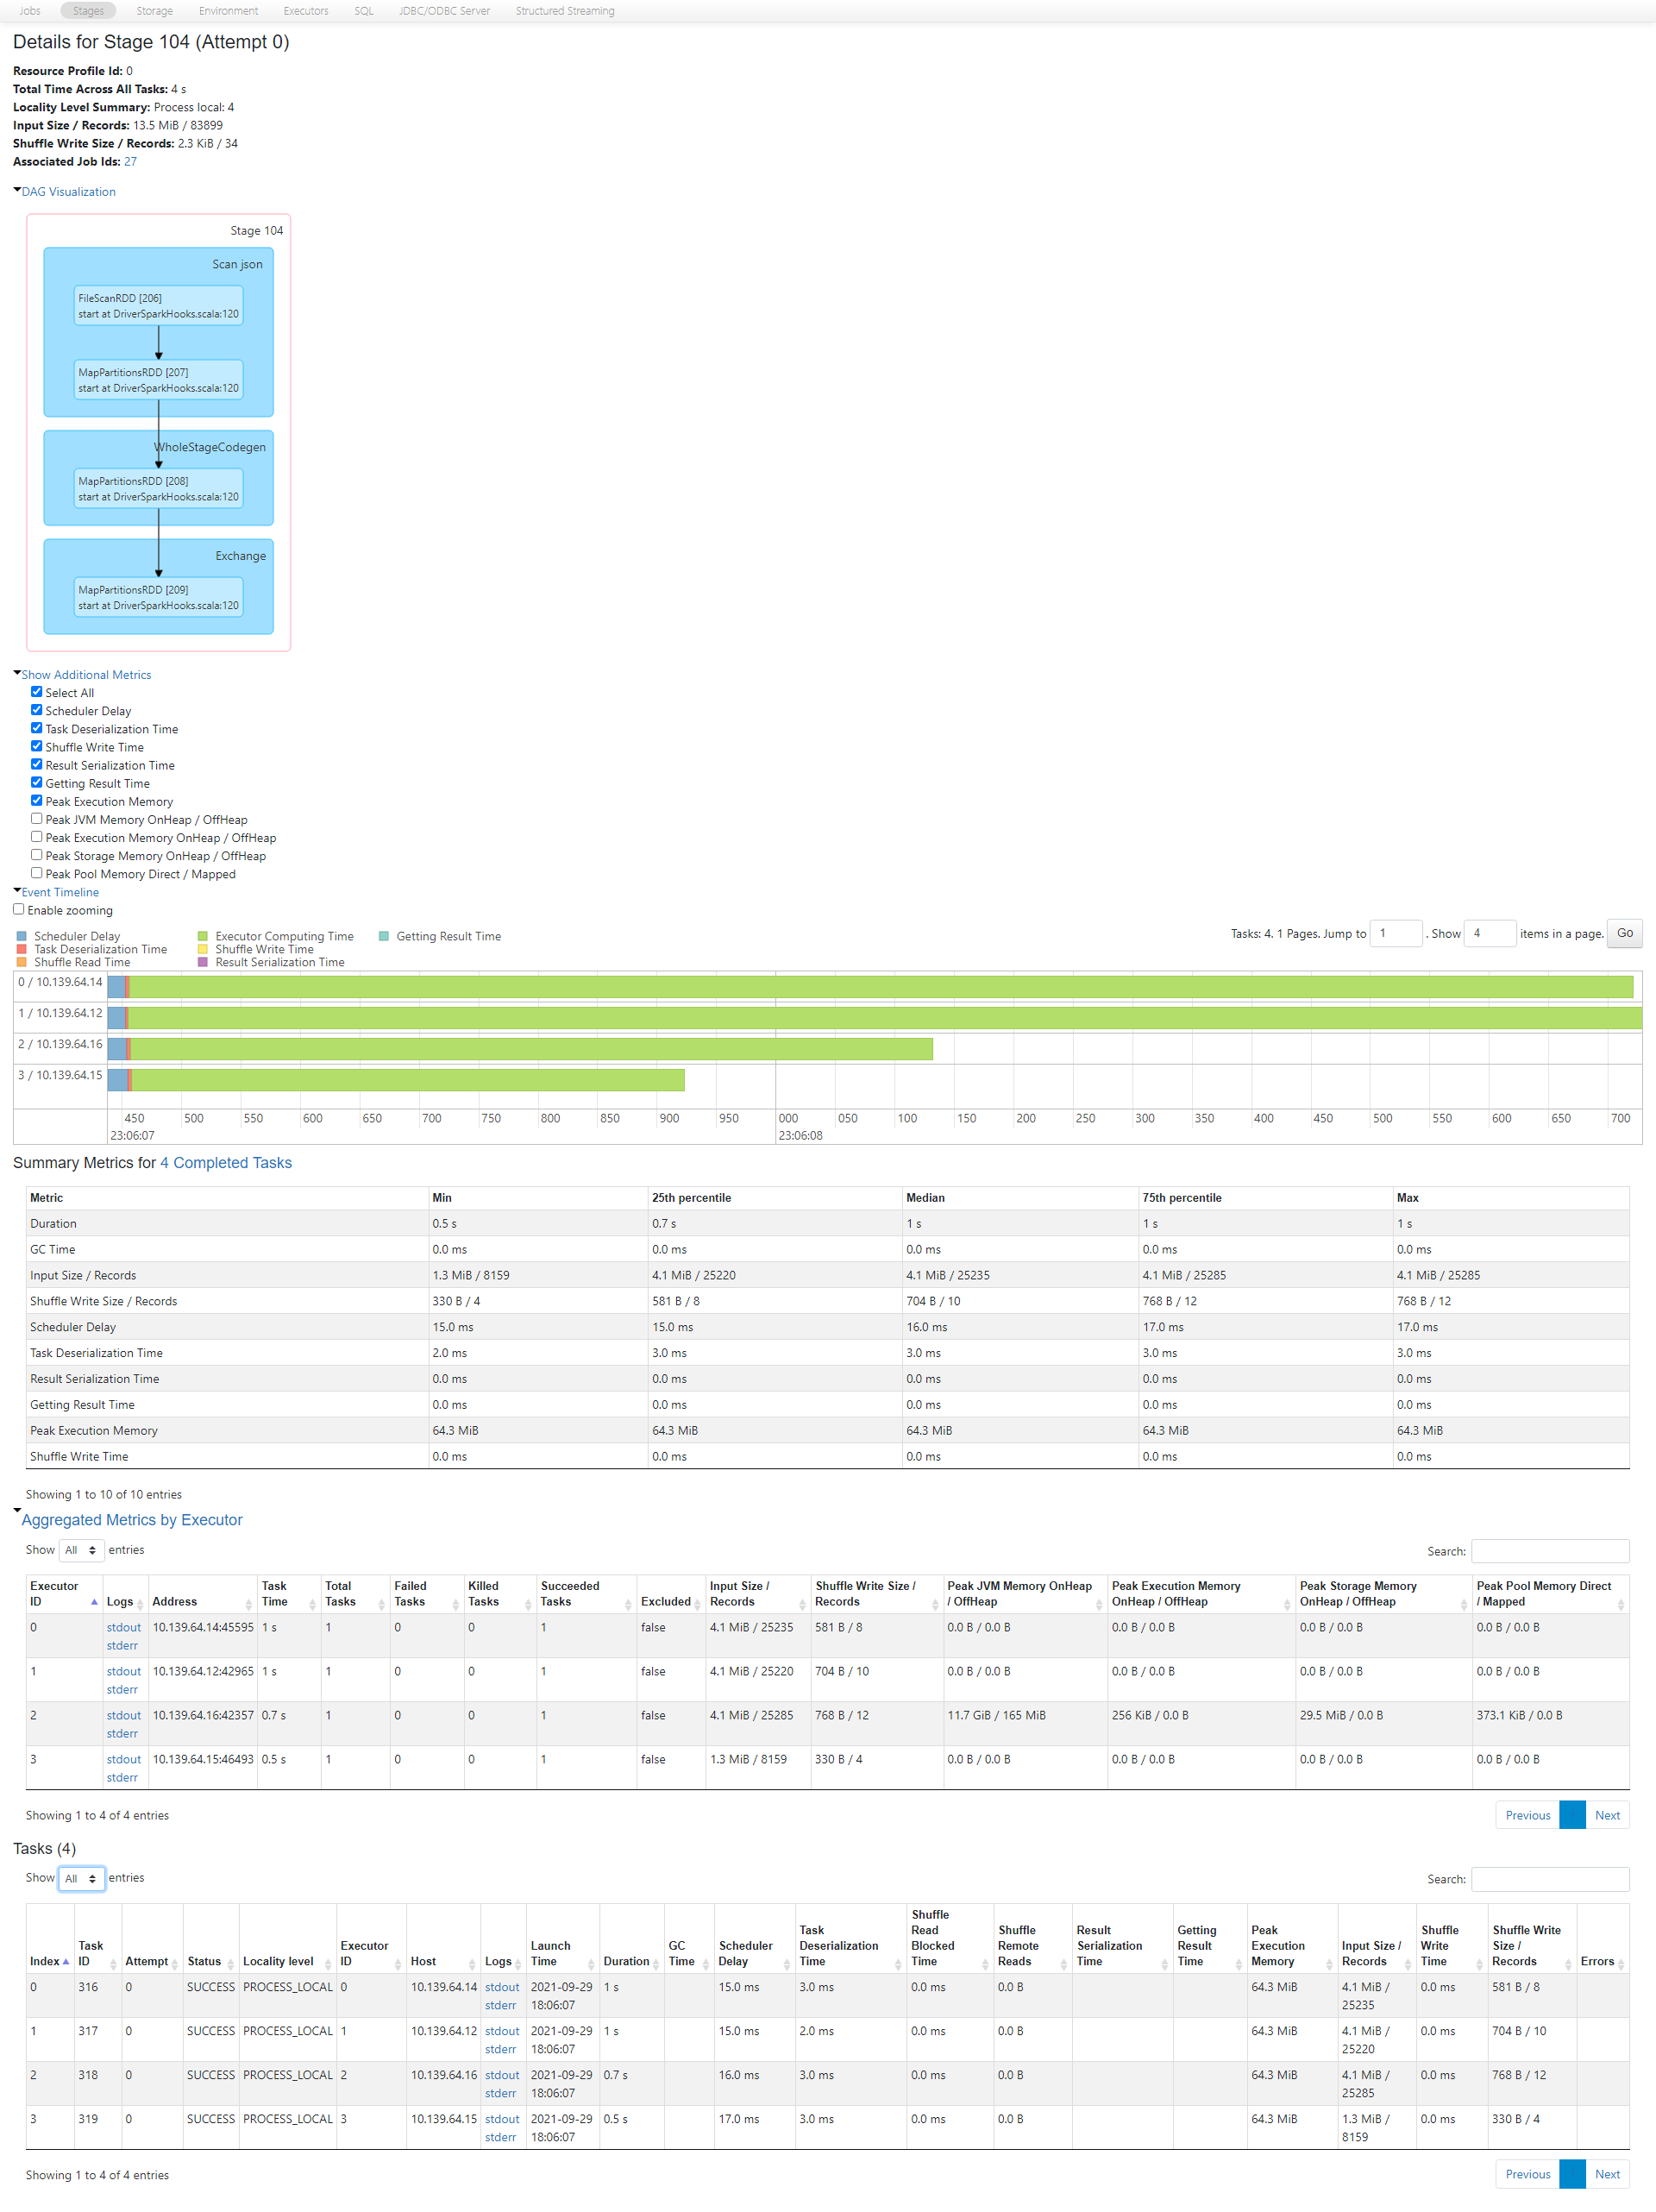 Jobs Stages Storage Environment Executors SQL JDBC/ODBC Server Structured Streaming
Details for Stage 104 (Attempt 0)
Resource Profile Id: 0
Total Time Across All Tasks: 4 s
Locality Level Summary: Process local: 4
Input Size / Records: 13.5 MiB / 83899
Shuffle Write Size / Records: 2.3 KiB / 34
Associated Job Ids: 27
DAG Visualization
Stage 104
Scan json
FileScanRDD [206]
start at DriverSparkHooks.scala:120
MapPartitionsRDD [207]
start at DriverSparkHooks.scala:120
WholeStageCodegen
MapPartitionsRDD [208]
start at DriverSparkHooks.scala:120
Exchange
MapPartitionsRDD [209]
start at DriverSparkHooks.scala:120
Show Additional Metrics
Select All
Scheduler Delay
Task Deserialization Time
Shuffle Write Time
Result Serialization Time
Getting Result Time
Peak Execution Memory
Peak JVM Memory OnHeap / OffHeap
Peak Execution Memory OnHeap / OffHeap
Peak Storage Memory OnHeap / OffHeap
Peak Pool Memory Direct / Mapped
Event Timeline
Enable zooming
Scheduler Delay Executor Computing Time Getting Result Time
Task Deserialization Time Shuffle Write Time
Shuffle Read Time Result Serialization Time
Tasks: 4. 1 Pages. Jump to 1 . Show 4 items in a page. Go
0 / 10.139.64.14
1 / 10.139.64.12
2 / 10.139.64.16
3 / 10.139.64.15
450 500 550 600 650 700 750 800 850 900 950 000 050 100 150 200 250 300 350 400 450 500 550 600 650 700
23:06:07 23:06:08
Summary Metrics for 4 Completed Tasks
Metric Min 25th percentile Median 75th percentile Max
Duration 0.5 s 0.7 s 1 s 1 s 1 s
GC Time 0.0 ms 0.0 ms 0.0 ms 0.0 ms 0.0 ms
Input Size / Records 1.3 MiB / 8159 4.1 MiB / 25220 4.1 MiB / 25235 4.1 MiB / 25285 4.1 MiB / 25285
Shuffle Write Size / Records 330 B / 4 581 B / 8 704 B / 10 768 B / 12 768 B / 12
Scheduler Delay 15.0 ms 15.0 ms 16.0 ms 17.0 ms 17.0 ms
Task Deserialization Time 2.0 ms 3.0 ms 3.0 ms 3.0 ms 3.0 ms
Result Serialization Time 0.0 ms 0.0 ms 0.0 ms 0.0 ms 0.0 ms
Getting Result Time 0.0 ms 0.0 ms 0.0 ms 0.0 ms 0.0 ms
Peak Execution Memory 64.3 MiB 64.3 MiB 64.3 MiB 64.3 MiB 64.3 MiB
Shuffle Write Time 0.0 ms 0.0 ms 0.0 ms 0.0 ms 0.0 ms
Showing 1 to 10 of 10 entries
Aggregated Metrics by Executor
Show All entries Search:
Executor ID Logs Address Task Time Total Tasks Failed Tasks Killed Tasks Succeeded Tasks Excluded Input Size / Records Shuffle Write Size / Records Peak JVM Memory OnHeap / OffHeap Peak Execution Memory OnHeap / OffHeap Peak Storage Memory OnHeap / OffHeap Peak Pool Memory Direct / Mapped
0 stdout 10.139.64.14:45595 1 s 1 0 0 1 false 4.1 MiB / 25235 581 B / 8 0.0 B / 0.0 B 0.0 B / 0.0 B 0.0 B / 0.0 B 0.0 B / 0.0 B
stderr
1 stdout 10.139.64.12:42965 1 s 1 0 0 1 false 4.1 MiB / 25220 704 B / 10 0.0 B / 0.0 B 0.0 B / 0.0 B 0.0 B / 0.0 B 0.0 B / 0.0 B
stderr
2 stdout 10.139.64.16:42357 0.7 s 1 0 0 1 false 4.1 MiB / 25285 768 B / 12 11.7 GiB / 165 MiB 256 KiB / 0.0 B 29.5 MiB / 0.0 B 373.1 KiB / 0.0 B
stderr
3 stdout 10.139.64.15:46493 0.5 s 1 0 0 1 false 1.3 MiB / 8159 330 B / 4 0.0 B / 0.0 B 0.0 B / 0.0 B 0.0 B / 0.0 B 0.0 B / 0.0 B
stderr
Showing 1 to 4 of 4 entries Previous Next
Tasks (4)
Show All entries Search:
Index Task ID Attempt Status Locality level Executor ID Host Logs Launch Time Duration GC Time Scheduler Delay Task Deserialization Time Shuffle Read Blocked Time Shuffle Remote Reads Result Serialization Time Getting Result Time Peak Execution Memory Input Size / Records Shuffle Write Time Shuffle Write Size / Records Errors
0 316 0 SUCCESS PROCESS_LOCAL 0 10.139.64.14 stdout 2021-09-29 1 s 15.0 ms 3.0 ms 0.0 ms 0.0 B 64.3 MiB 4.1 MiB / 0.0 ms 581 B / 8
stderr 18:06:07 25235
1 317 0 SUCCESS PROCESS_LOCAL 1 10.139.64.12 stdout 2021-09-29 1 s 15.0 ms 2.0 ms 0.0 ms 0.0 B 64.3 MiB 4.1 MiB / 0.0 ms 704 B / 10
stderr 18:06:07 25220
2 318 0 SUCCESS PROCESS_LOCAL 2 10.139.64.16 stdout 2021-09-29 0.7 s 16.0 ms 3.0 ms 0.0 ms 0.0 B 64.3 MiB 4.1 MiB / 0.0 ms 768 B / 12
stderr 18:06:07 25285
3 319 0 SUCCESS PROCESS_LOCAL 3 10.139.64.15 stdout 2021-09-29 0.5 s 17.0 ms 3.0 ms 0.0 ms 0.0 B 64.3 MiB 1.3 MiB / 0.0 ms 330 B / 4
stderr 18:06:07 8159
Showing 1 to 4 of 4 entries Previous Next